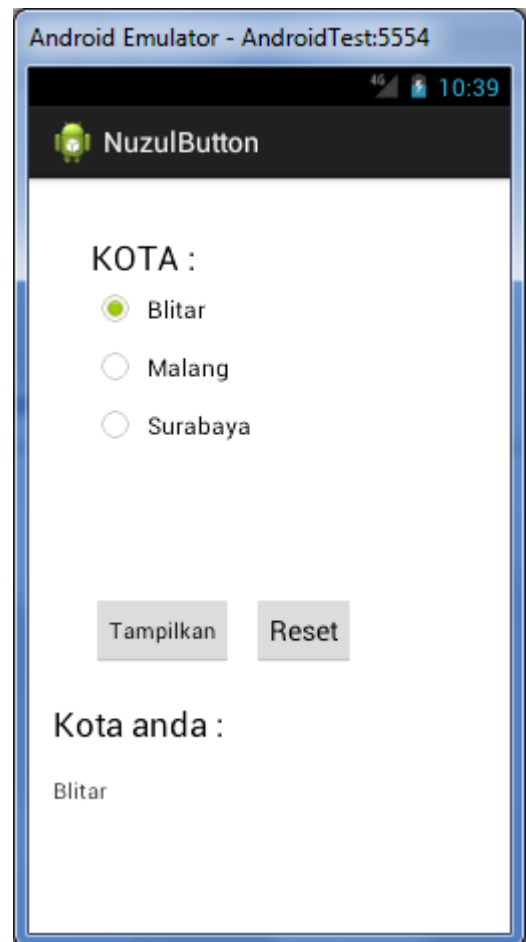 Android Emulator - AndroidTest:5554
4G 10:39
NuzulButton
KOTA :
Blitar
Malang
Surabaya
Tampilkan Reset
Kota anda :
Blitar